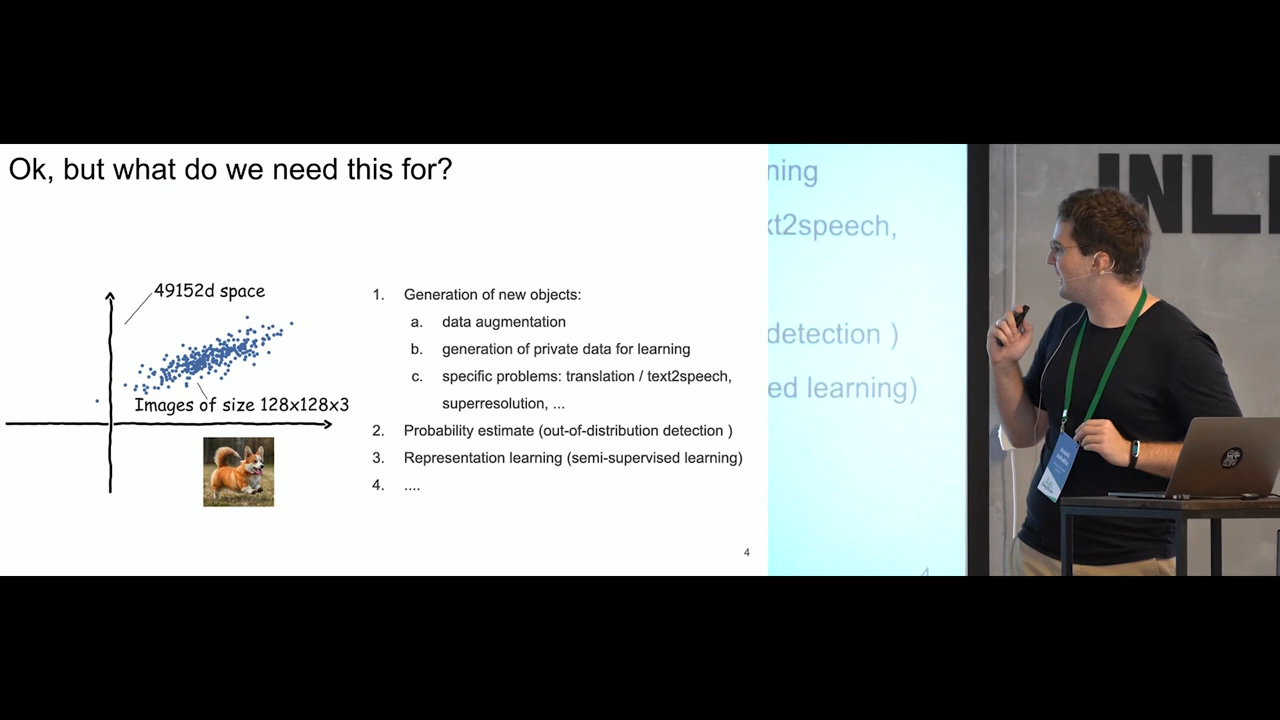 Ok, but what do we need this for?
49152d space
Images of size 128x128x3
1. Generation of new objects:
a. data augmentation
b. generation of private data for learning
c. specific problems: translation / text2speech,
superresolution, ...
2. Probability estimate (out-of-distribution detection )
3. Representation learning (semi-supervised learning)
4. ....
4
ning
xt2speech,
detection )
ed learning)
4
INL